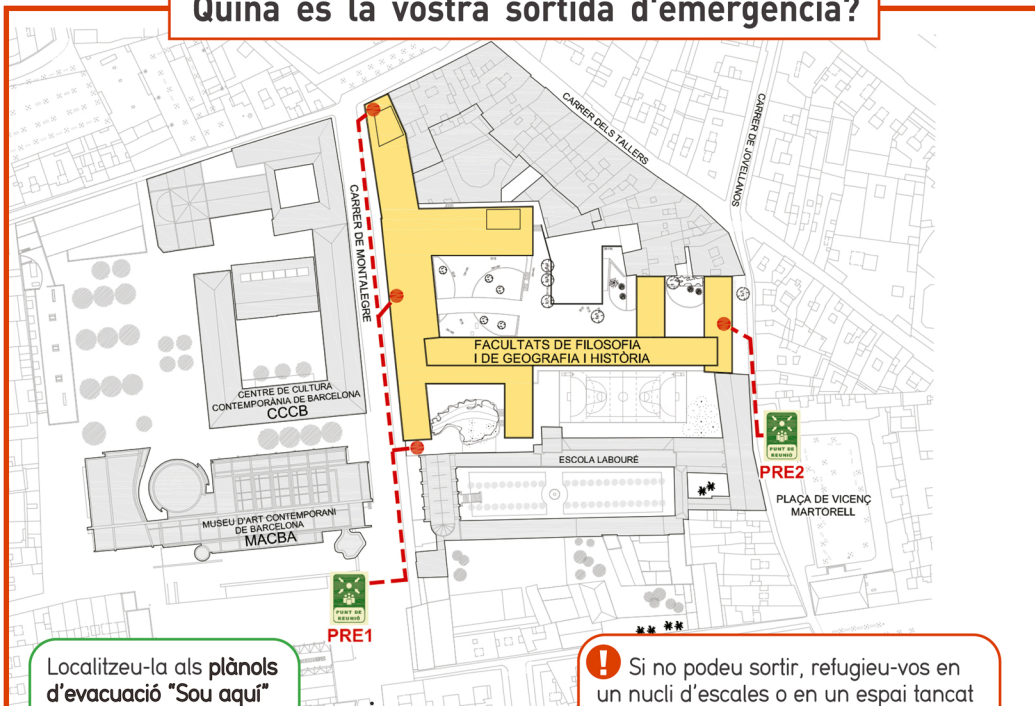 Quina és la vostra sortida d'emergència?
CARRER DELS TALLERS
CARRER DE JOVELLANOS
CARRER DE MONTALEGRE
FACULTATS DE FILOSOFIA
I DE GEOGRAFIA I HISTÒRIA
CENTRE DE CULTURA
CONTEMPORÀNIA DE BARCELONA
CCCB
ESCOLA LABOURÉ
PUNT DE
REUNIÓ
PRE2
PLAÇA DE VICENÇ
MARTORELL
MUSEU D'ART CONTEMPORANI
DE BARCELONA
MACBA
PUNT DE
REUNIÓ
PRE1
Localitzeu-la als plànols
d'evacuació "Sou aquí"
! Si no podeu sortir, refugieu-vos en
un nucli d'escales o en un espai tancat